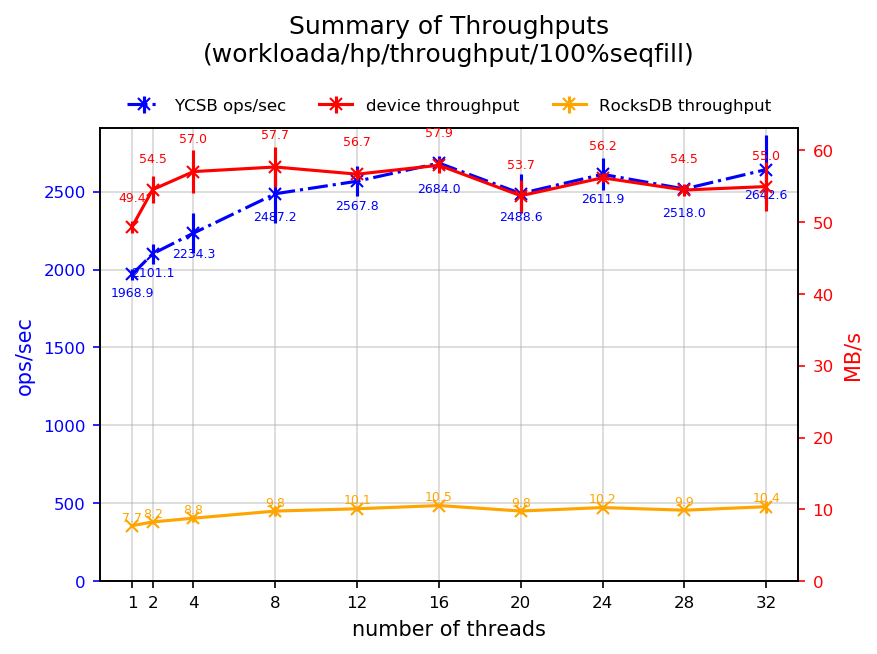 Summary of Throughputs
(workloada/hp/throughput/100%seqfill)
YCSB ops/sec device throughput RocksDB throughput
57.0 57.7 56.7 57.9 56.2
54.5 53.7 54.5 55.0
49.4
2684.0 2642.6
2487.2 2567.8 2488.6 2611.9 2518.0
2234.3
2101.1
1968.9
7.7 8.2 8.8 9.8 10.1 10.5 9.8 10.2 9.9 10.4
2500
2000
1500
1000
500
0
ops/sec
60
50
40
30
20
10
0
MB/s
1 2 4 8 12 16 20 24 28 32
number of threads